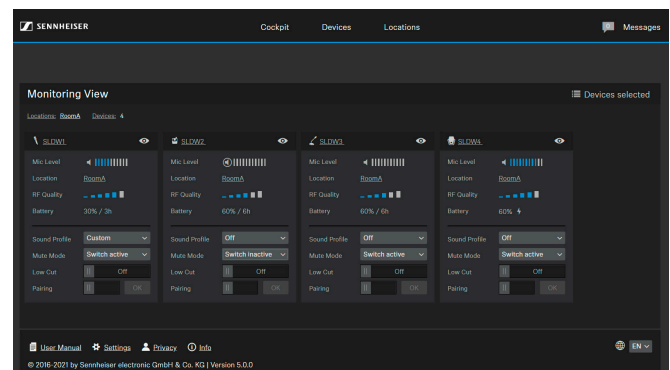 SENNHEISER
Cockpit Devices Locations Messages
Monitoring View Devices selected
Locations: RoomA Devices: 4
SLDW1 SLDW2 SLDW3 SLDW4
Mic Level Mic Level Mic Level Mic Level
Location RoomA Location RoomA Location RoomA Location RoomA
RF Quality RF Quality RF Quality RF Quality
Battery 30% / 3h Battery 60% / 6h Battery 60% / 6h Battery 60%
Sound Profile Custom Sound Profile Off Sound Profile Off Sound Profile Off
Mute Mode Switch active Mute Mode Switch inactive Mute Mode Switch active Mute Mode Switch active
Low Cut Off Low Cut Off Low Cut Off Low Cut Off
Pairing OK Pairing OK Pairing OK Pairing OK
User Manual Settings Privacy Info EN
© 2016-2021 by Sennheiser electronic GmbH & Co. KG | Version 5.0.0